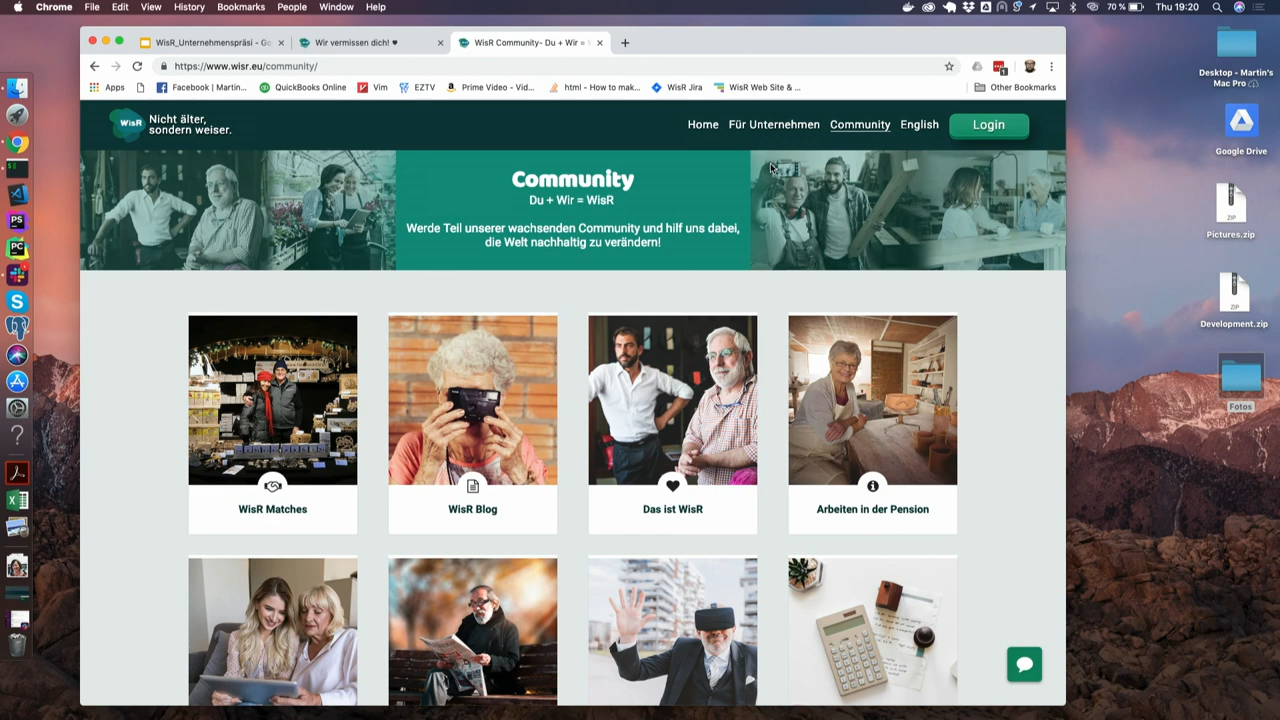 Chrome File Edit View History Bookmarks People Window Help
70 % Thu 19:20
WisR_Unternehmenspräsi - Go
Wir vermissen dich! ♥
WisR Community- Du + Wir =
https://www.wisr.eu/community/
Apps
Facebook | Martin...
QuickBooks Online
Vim
EZTV
Prime Video - Vid...
html - How to mak...
WisR Jira
WisR Web Site & ...
Other Bookmarks
WisR
Nicht älter,
sondern weiser.
Home Für Unternehmen Community English Login
Community
Du + Wir = WisR
Werde Teil unserer wachsenden Community und hilf uns dabei,
die Welt nachhaltig zu verändern!
WisR Matches
WisR Blog
Das ist WisR
Arbeiten in der Pension
Desktop - Martin's
Mac Pro
Google Drive
ZIP
Pictures.zip
ZIP
Development.zip
Fotos
PS
PC